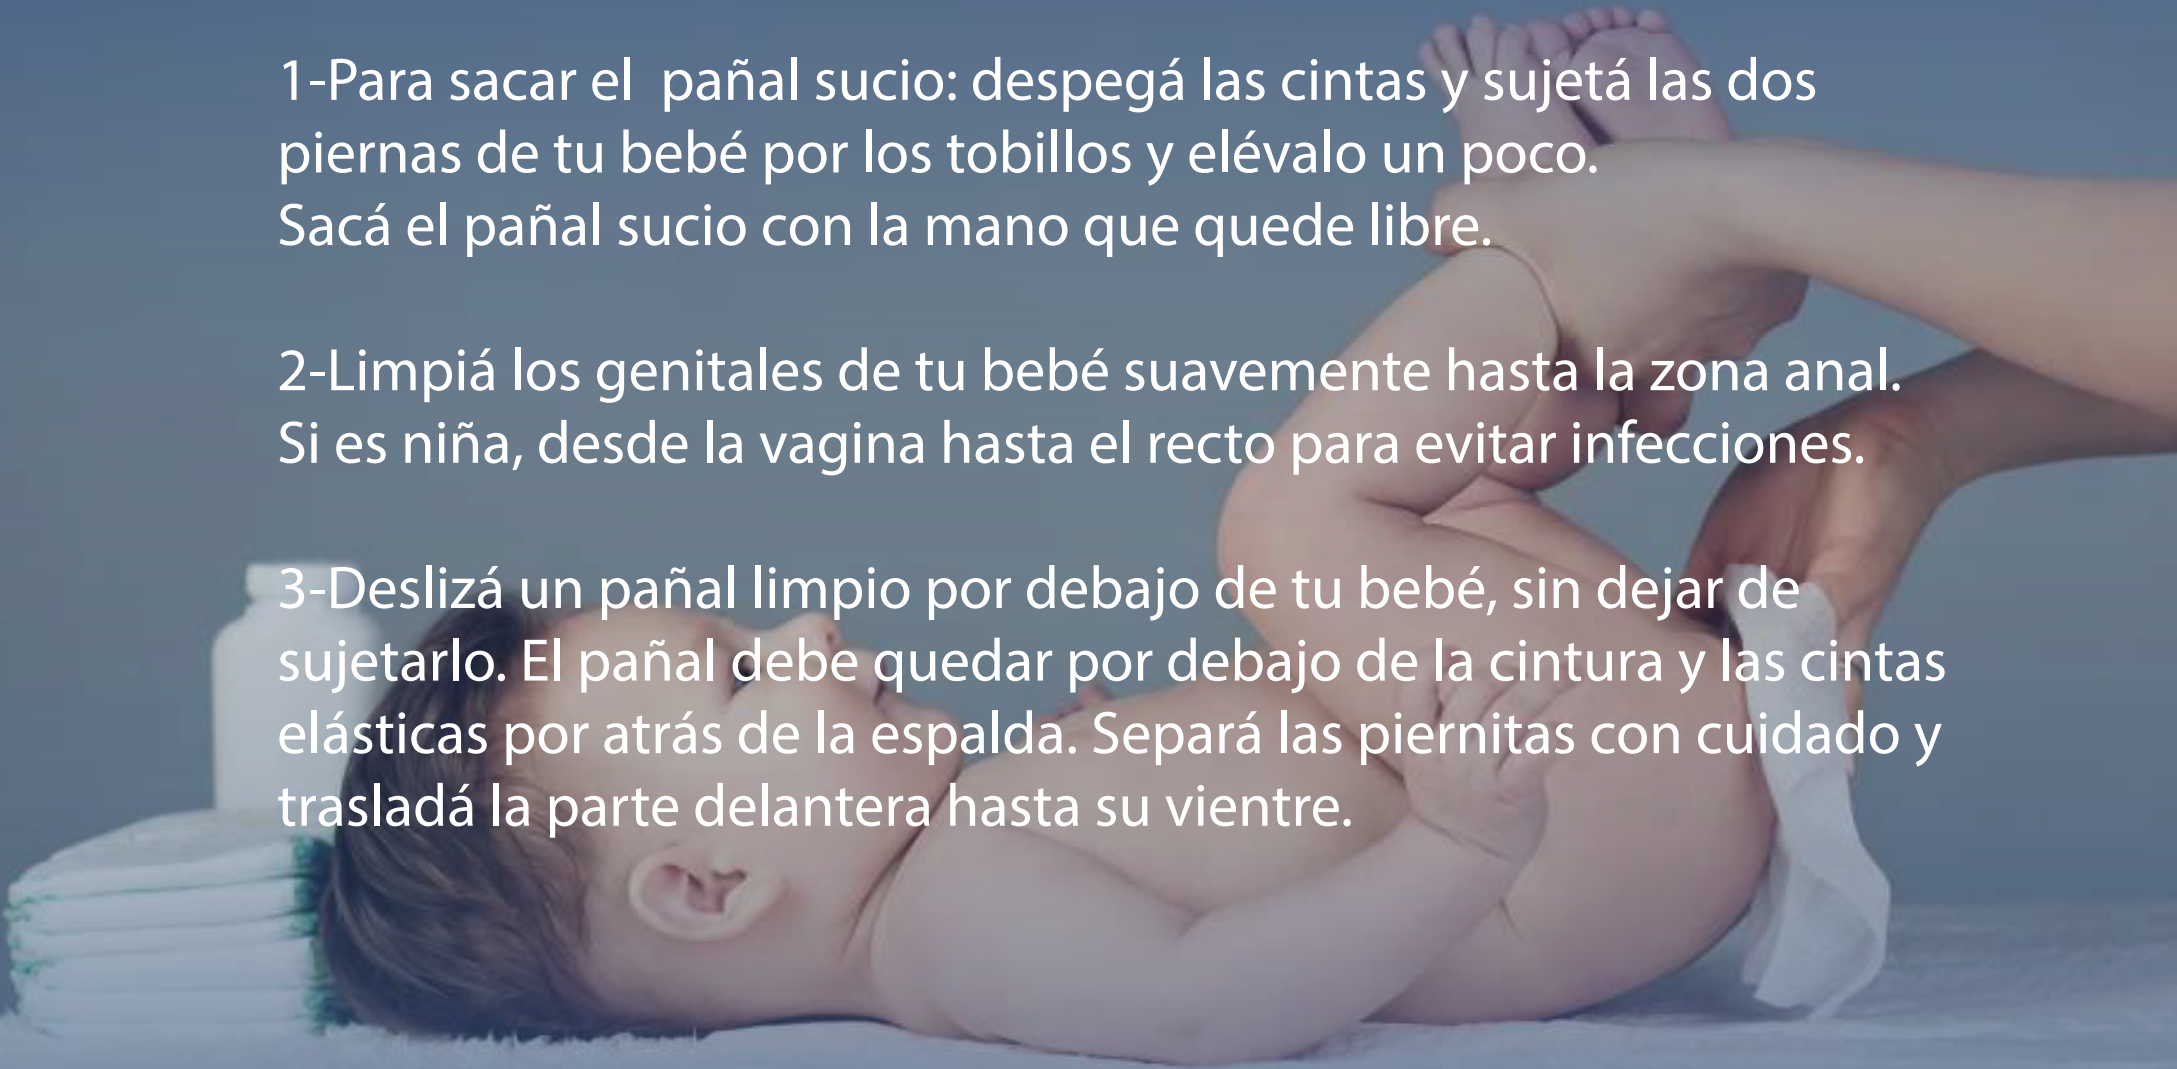 1-Para sacar el  pañal sucio: despegá las cintas y sujetá las dos
piernas de tu bebé por los tobillos y elévalo un poco.
Sacá el pañal sucio con la mano que quede libre.
2-Limpiá los genitales de tu bebé suavemente hasta la zona anal.
Si es niña, desde la vagina hasta el recto para evitar infecciones.
3-Deslizá un pañal limpio por debajo de tu bebé, sin dejar de
sujetarlo. El pañal debe quedar por debajo de la cintura y las cintas
elásticas por atrás de la espalda. Separá las piernitas con cuidado y
trasladá la parte delantera hasta su vientre.